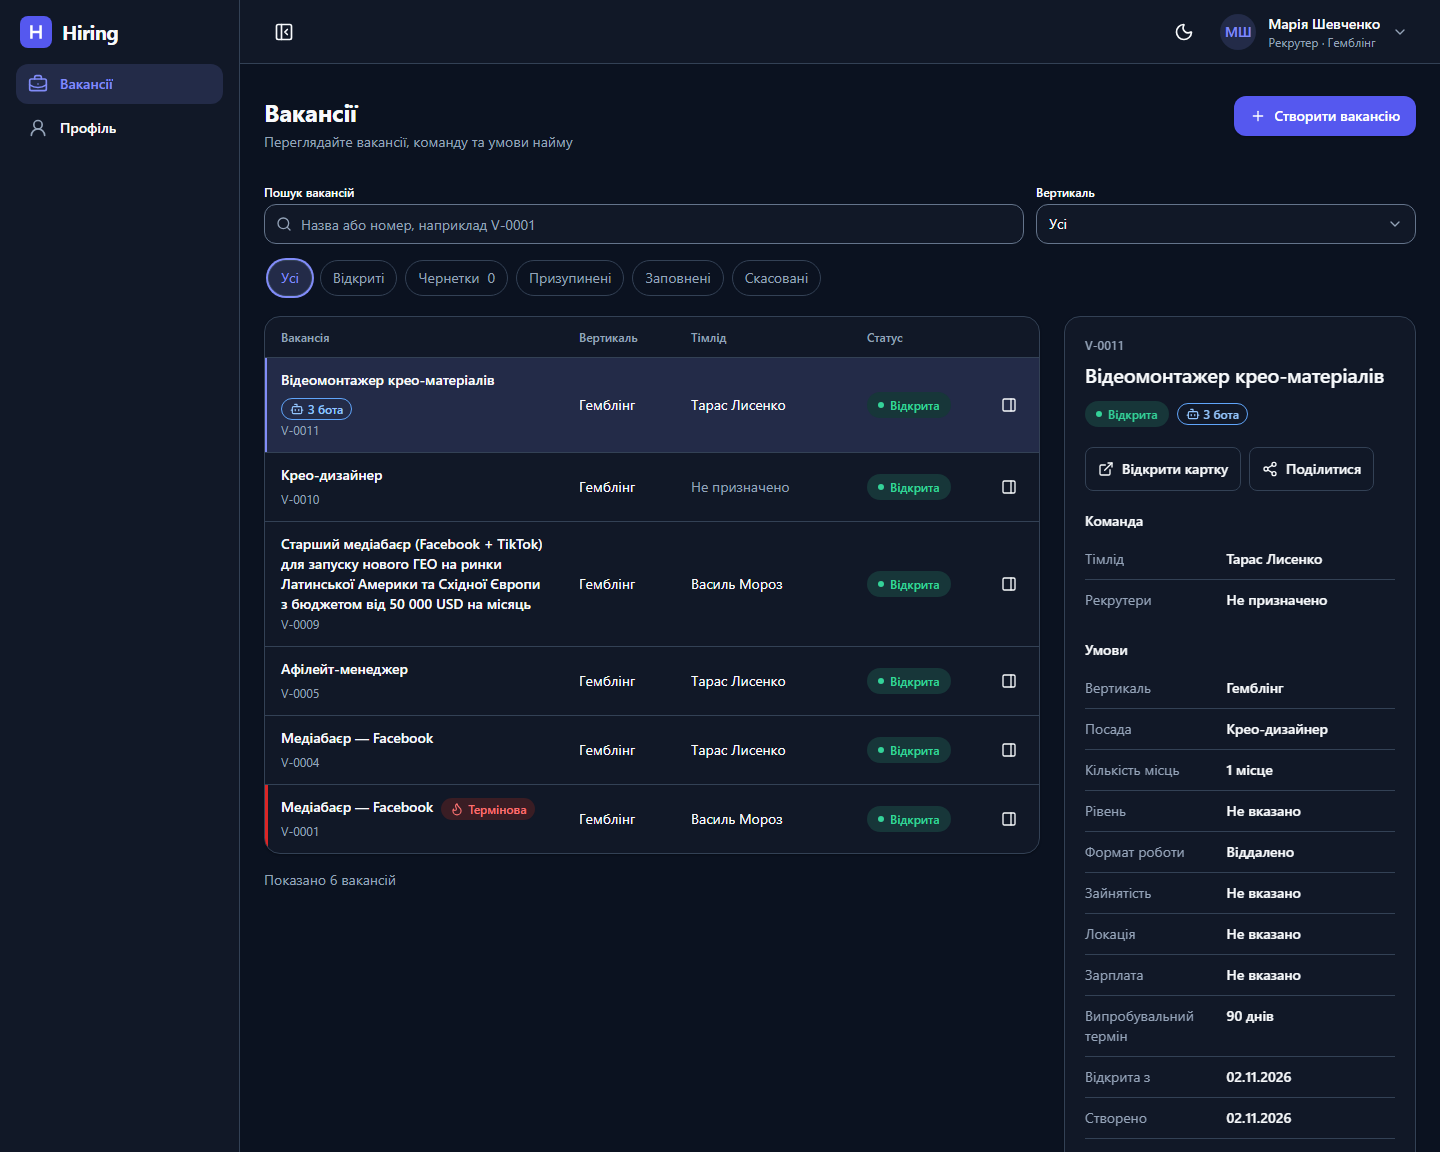 H Hiring
Вакансії
Профіль
МШ
Марія Шевченко
Рекрутер · Гемблінг
Вакансії
Переглядайте вакансії, команду та умови найму
Створити вакансію
Пошук вакансій
Назва або номер, наприклад V-0001
Вертикаль
Усі
Усі
Відкриті
Чернетки 0
Призупинені
Заповнені
Скасовані
Вакансія Вертикаль Тімлід Статус
Відеомонтажер крео-матеріалів
З бота
V-0011
Гемблінг
Тарас Лисенко
Відкрита
Крео-дизайнер
V-0010
Гемблінг
Не призначено
Відкрита
Старший медіабаєр (Facebook + TikTok)
для запуску нового ГЕО на ринки
Латинської Америки та Східної Європи
з бюджетом від 50 000 USD на місяць
V-0009
Гемблінг
Василь Мороз
Відкрита
Афілейт-менеджер
V-0005
Гемблінг
Тарас Лисенко
Відкрита
Медіабаєр — Facebook
V-0004
Гемблінг
Тарас Лисенко
Відкрита
Медіабаєр — Facebook
Термінова
V-0001
Гемблінг
Василь Мороз
Відкрита
Показано 6 вакансій
V-0011
Відеомонтажер крео-матеріалів
Відкрита
З бота
Відкрити картку
Поділитися
Команда
Тімлід Тарас Лисенко
Рекрутери Не призначено
Умови
Вертикаль Гемблінг
Посада Крео-дизайнер
Кількість місць 1 місце
Рівень Не вказано
Формат роботи Віддалено
Зайнятість Не вказано
Локація Не вказано
Зарплата Не вказано
Випробувальний 90 днів
термін
Відкрита з 02.11.2026
Створено 02.11.2026